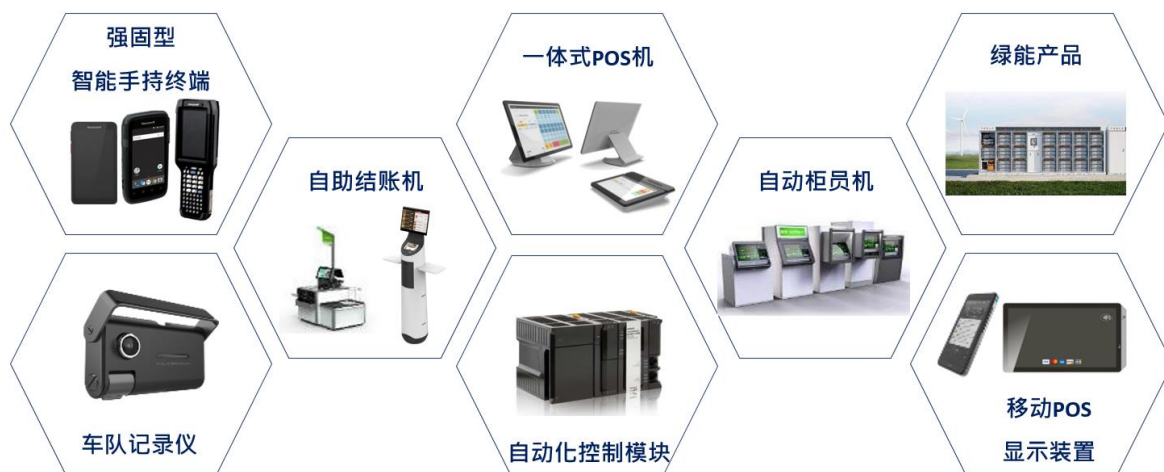 强固型
智能手持终端
一体式POS机
绿能产品
自助结账机
自动柜员机
车队记录仪
自动化控制模块
移动POS
显示装置